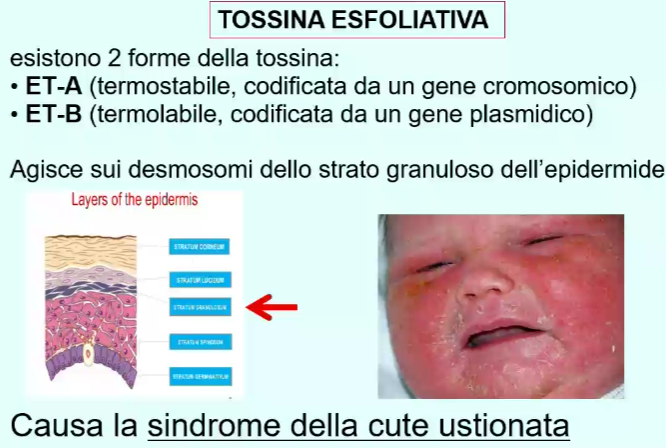 TOSSINA ESFOLIATIVA
esistono 2 forme della tossina:
• ET-A (termostabile, codificata da un gene cromosomico)
• ET-B (termolabile, codificata da un gene plasmidico)
Agisce sui desmosomi dello strato granuloso dell'epidermide
Layers of the epidermis
STRATUM CORNEUM
STRATUM LUCIDUM
STRATUM GRANULOSUM
STRATUM SPINOSUM
STRATUM GERMINATIVUM
Causa la sindrome della cute ustionata